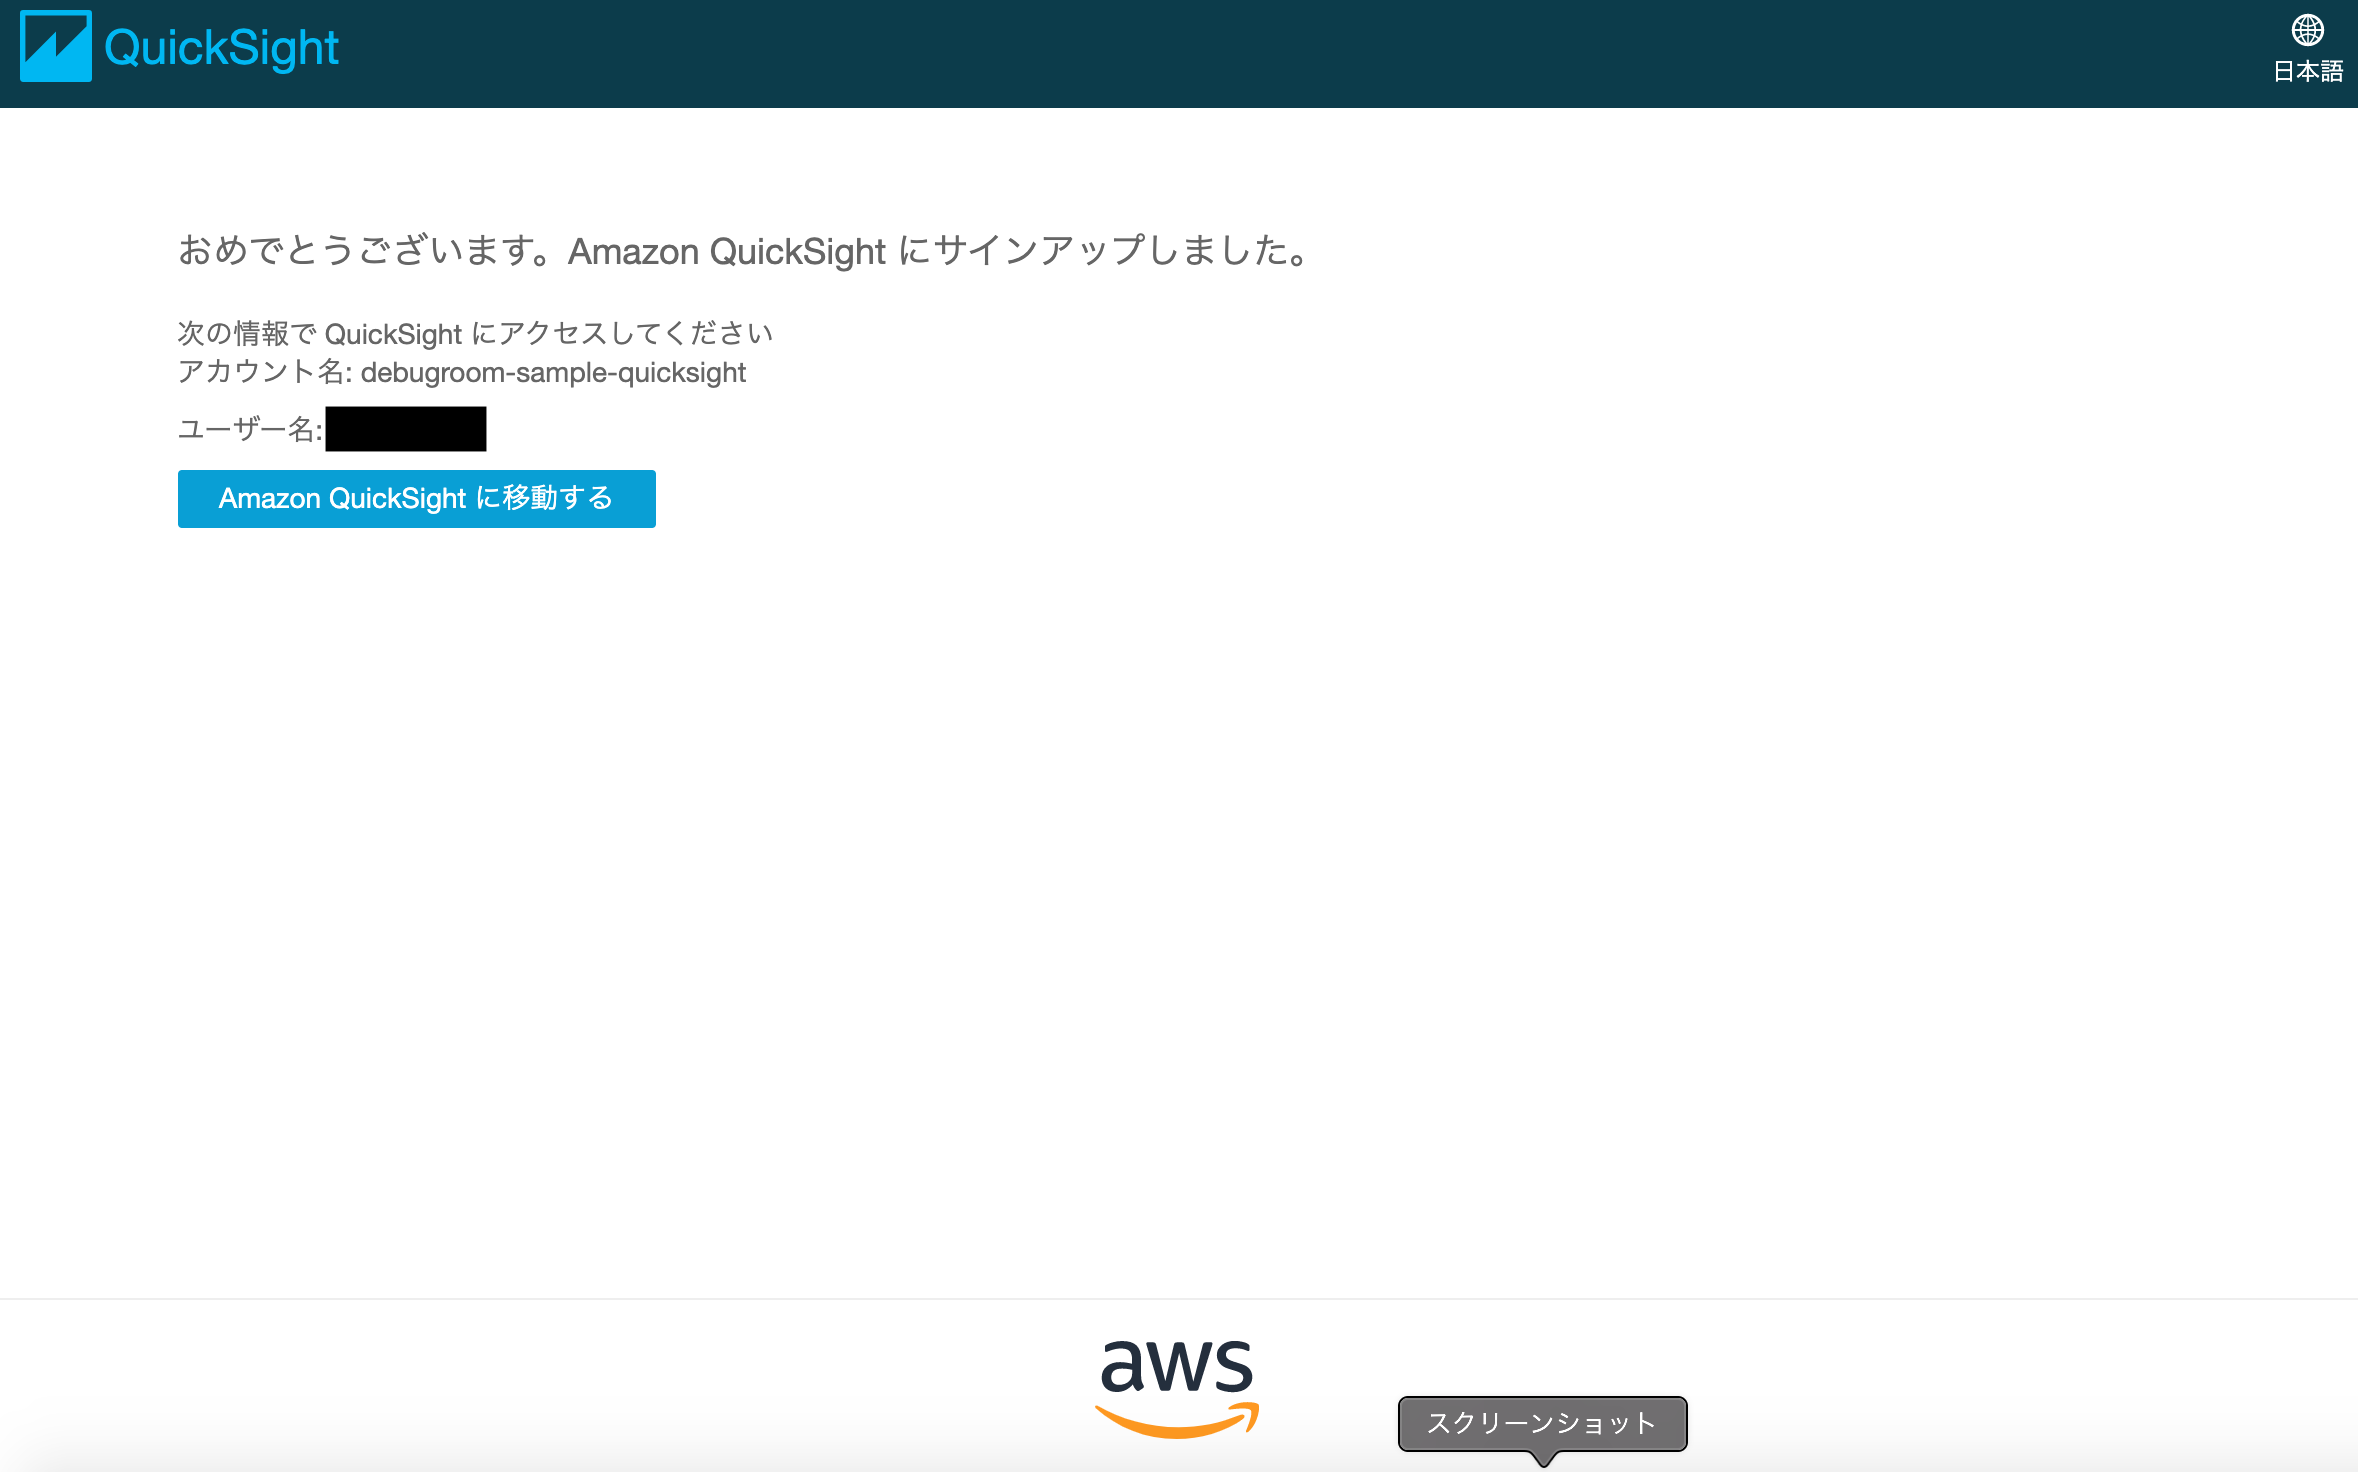 QuickSight
日本語
おめでとうございます。Amazon QuickSight にサインアップしました。
次の情報で QuickSight にアクセスしてください
アカウント名: debugroom-sample-quicksight
ユーザー名:
Amazon QuickSight に移動する
aws
スクリーンショット